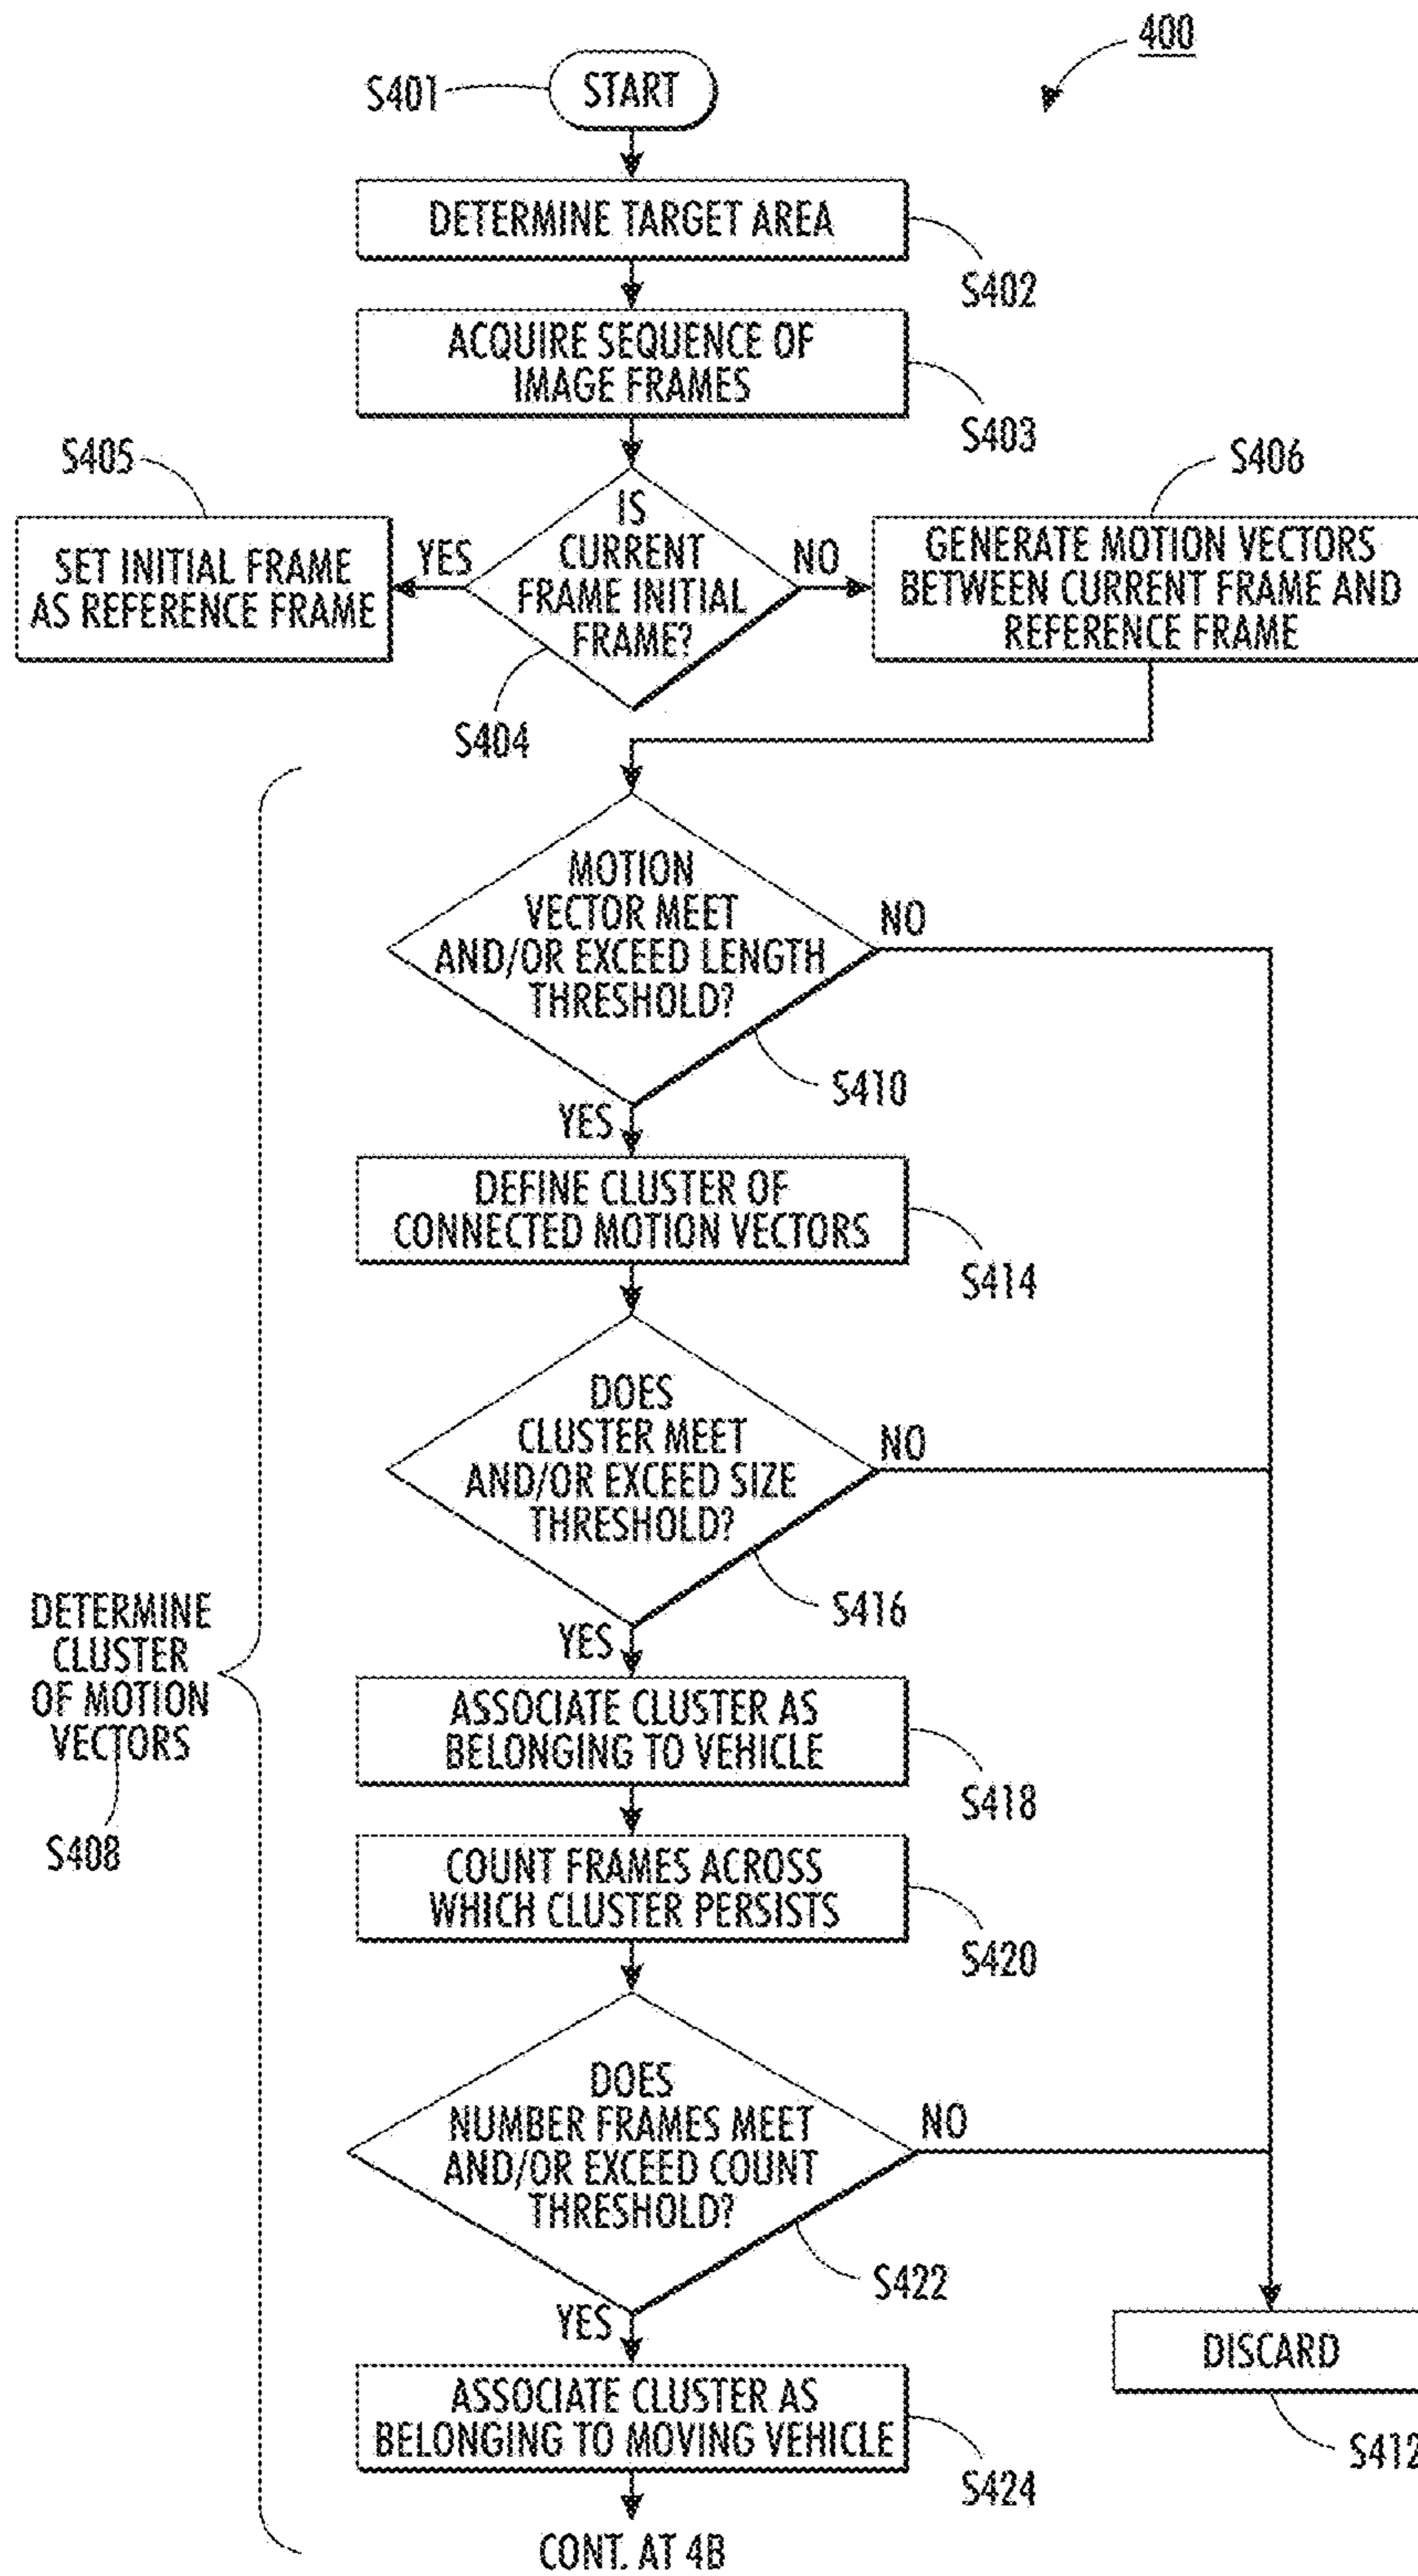 400
S401
START
DETERMINE TARGET AREA
S402
ACQUIRE SEQUENCE OF
IMAGE FRAMES
S403
S405
S406
SET INITIAL FRAME
AS REFERENCE FRAME
YES
IS
CURRENT
FRAME INITIAL
FRAME?
NO
GENERATE MOTION VECTORS
BETWEEN CURRENT FRAME AND
REFERENCE FRAME
S404
MOTION
VECTOR MEET
AND/OR EXCEED LENGTH
THRESHOLD?
NO
S410
YES
DEFINE CLUSTER OF
CONNECTED MOTION VECTORS
S414
DOES
CLUSTER MEET
AND/OR EXCEED SIZE
THRESHOLD?
NO
S416
YES
DETERMINE
CLUSTER
OF MOTION
VECTORS
S408
ASSOCIATE CLUSTER AS
BELONGING TO VEHICLE
S418
COUNT FRAMES ACROSS
WHICH CLUSTER PERSISTS
S420
DOES
NUMBER FRAMES MEET
AND/OR EXCEED COUNT
THRESHOLD?
NO
S422
YES
DISCARD
S412
ASSOCIATE CLUSTER AS
BELONGING TO MOVING VEHICLE
S424
CONT. AT 4B